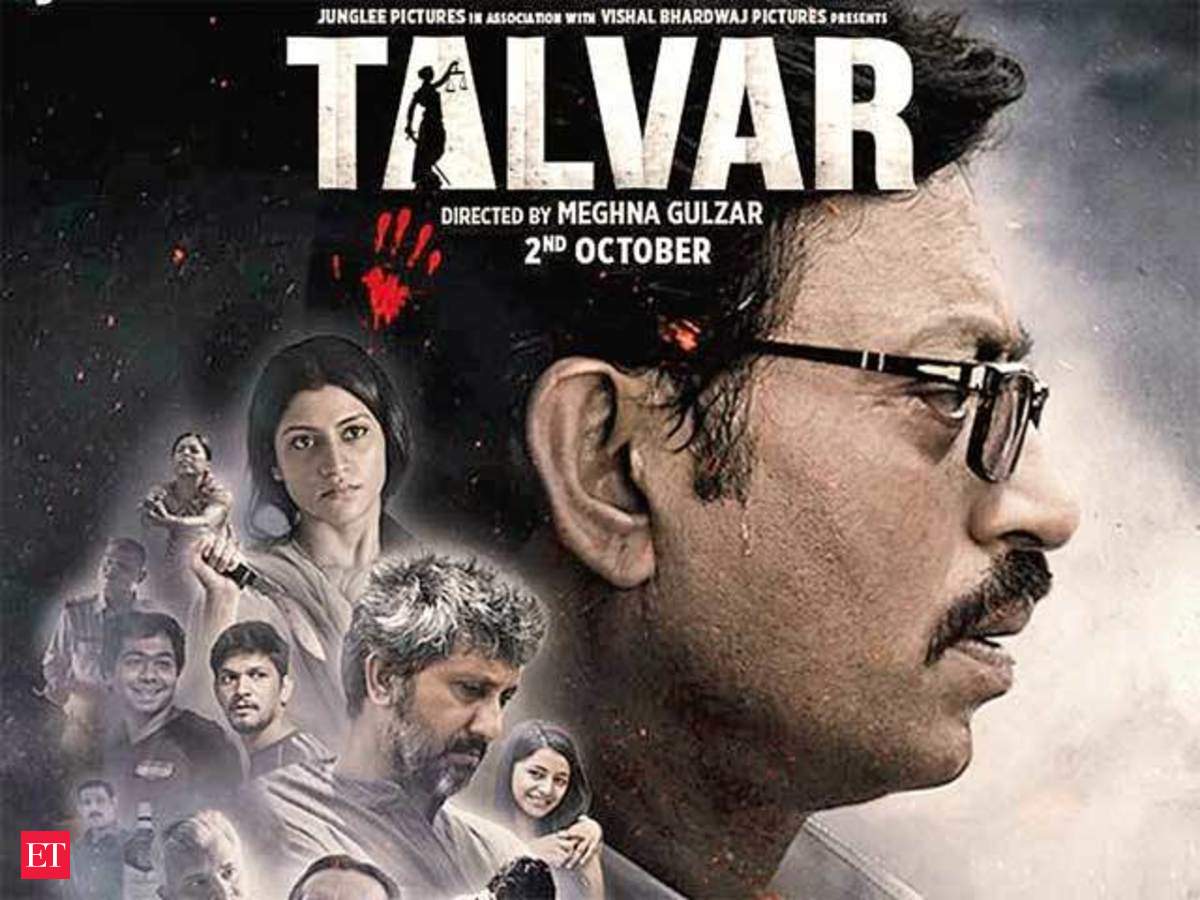 JUNGLEE PICTURES IN ASSOCIATION WITH VISHAL BHARDWAJ PICTURES PRESENTS
TALVAR
DIRECTED BY MEGHNA GULZAR
2ND OCTOBER
ET